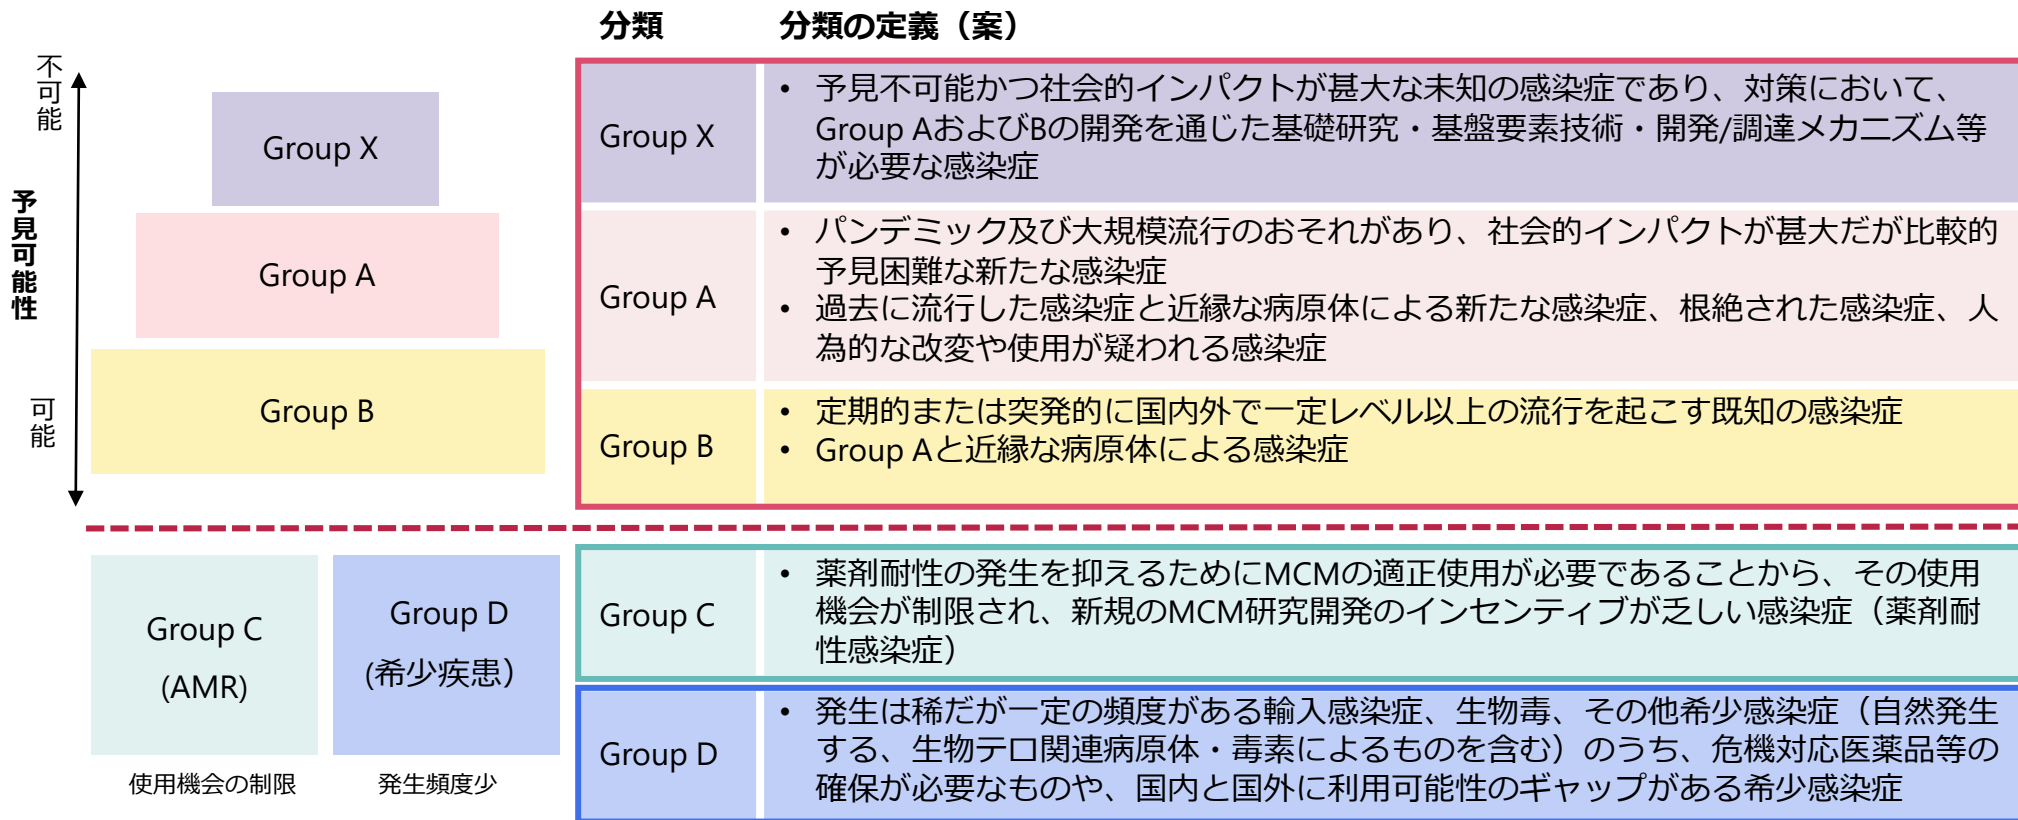 分類
分類の定義（案）
不可能
予見可能性
可能
Group X
Group A
Group B
Group X
• 予見不可能かつ社会的インパクトが甚大な未知の感染症であり、対策において、
Group AおよびBの開発を通じた基礎研究・基盤要素技術・開発/調達メカニズム等
が必要な感染症
Group A
• パンデミック及び大規模流行のおそれがあり、社会的インパクトが甚大だが比較的
予見困難な新たな感染症
• 過去に流行した感染症と近縁な病原体による新たな感染症、根絶された感染症、人
為的な改変や使用が疑われる感染症
Group B
• 定期的または突発的に国内外で一定レベル以上の流行を起こす既知の感染症
• Group Aと近縁な病原体による感染症
Group C
(AMR)
使用機会の制限
Group D
(希少疾患）
発生頻度少
Group C
• 薬剤耐性の発生を抑えるためにMCMの適正使用が必要であることから、その使用
機会が制限され、新規のMCM研究開発のインセンティブが乏しい感染症（薬剤耐
性感染症）
Group D
• 発生は稀だが一定の頻度がある輸入感染症、生物毒、その他希少感染症（自然発生
する、生物テロ関連病原体・毒素によるものを含む）のうち、危機対応医薬品等の
確保が必要なものや、国内と国外に利用可能性のギャップがある希少感染症